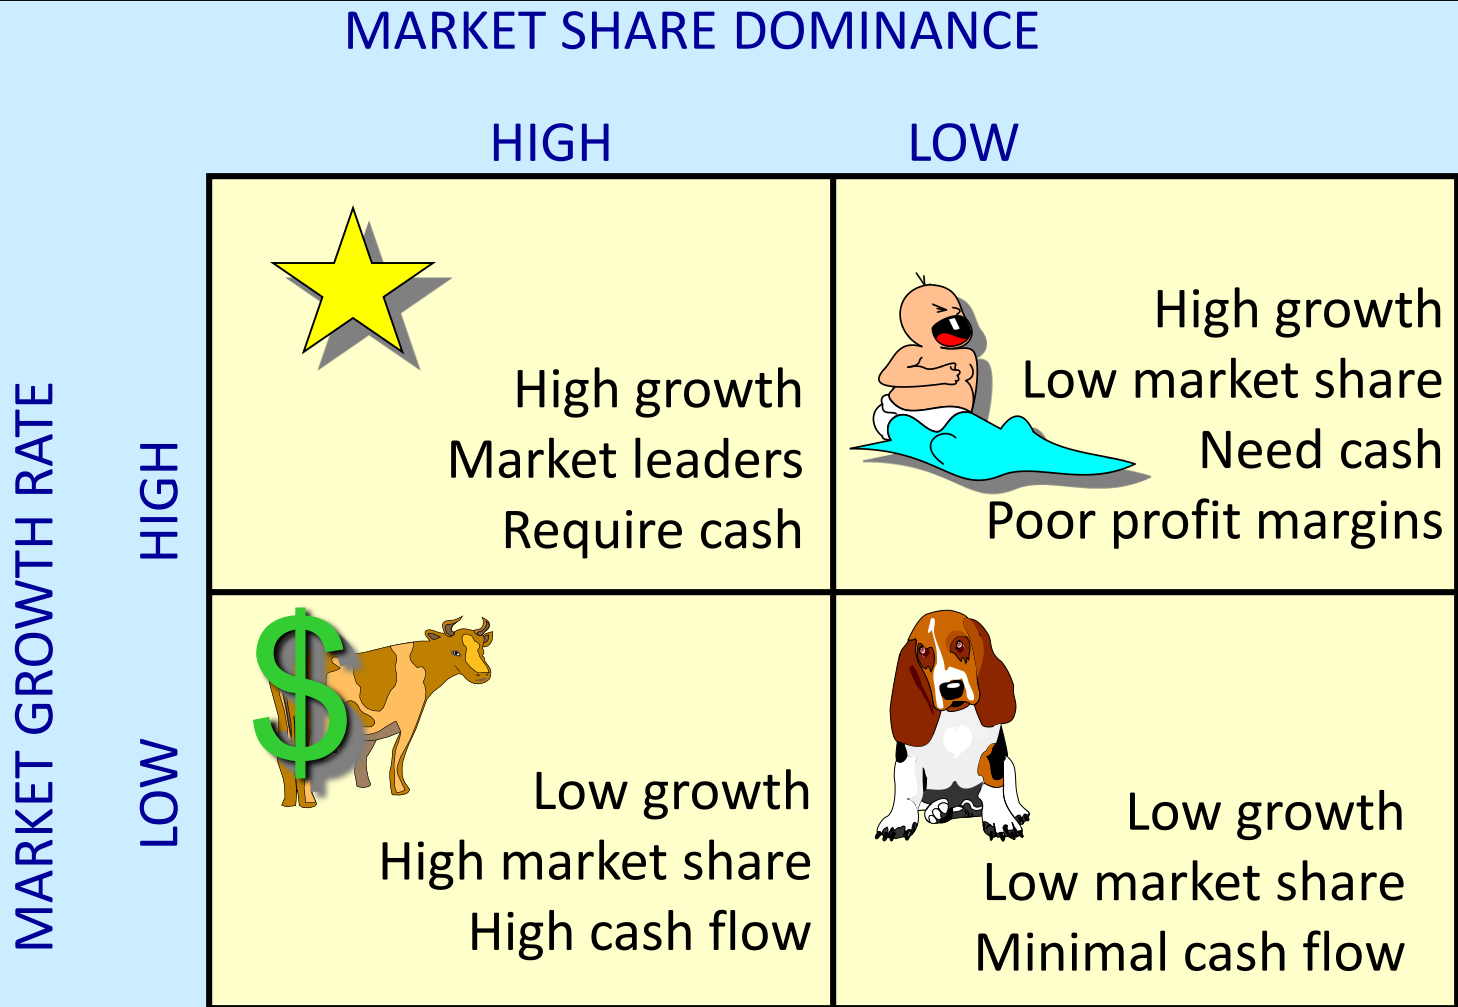 MARKET SHARE DOMINANCE
HIGH
LOW
MARKET GROWTH RATE
HIGH
LOW
High growth
Market leaders
Require cash
High growth
Low market share
Need cash
Poor profit margins
$
Low growth
High market share
High cash flow
Low growth
Low market share
Minimal cash flow